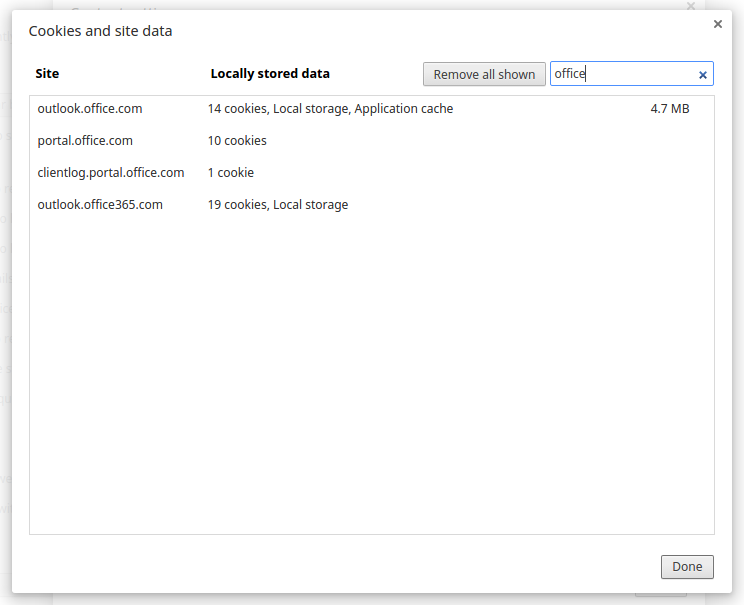 Cookies and site data
Site Locally stored data Remove all shown office
outlook.office.com 14 cookies, Local storage, Application cache 4.7 MB
portal.office.com 10 cookies
clientlog.portal.office.com 1 cookie
outlook.office365.com 19 cookies, Local storage
Done